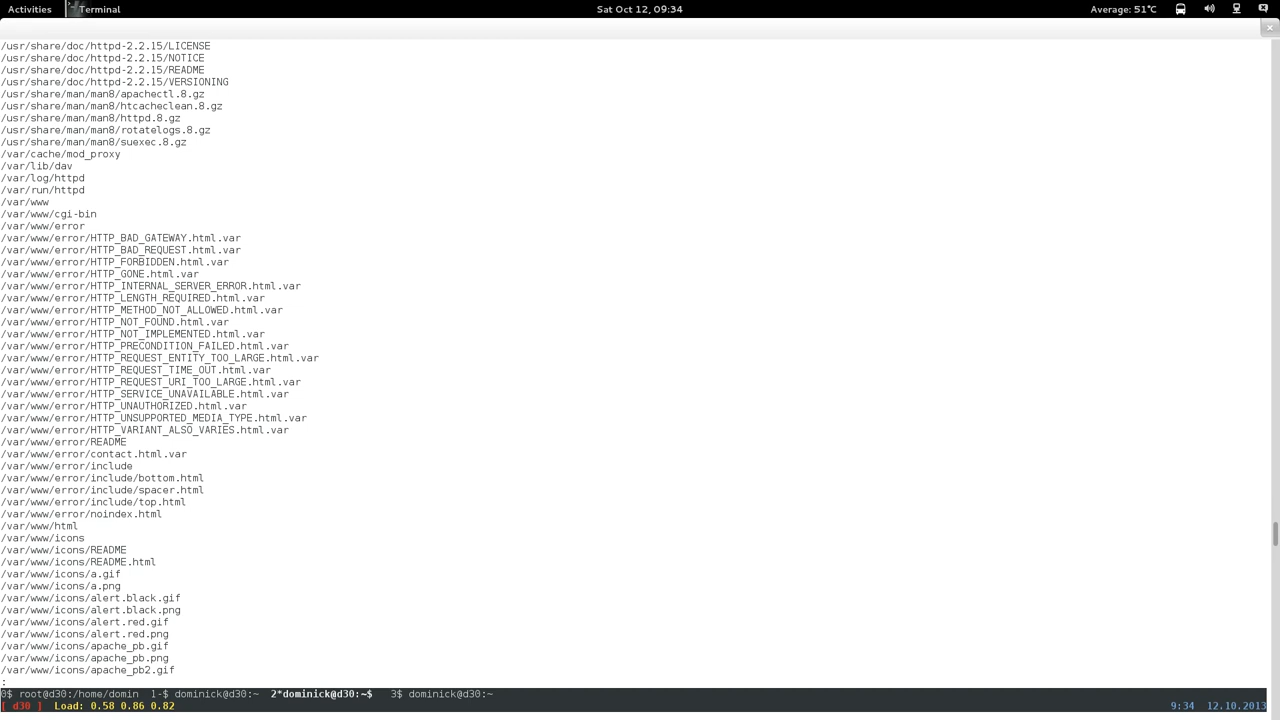 Activities Terminal Sat Oct 12, 09:34 Average: 51°C
/usr/share/doc/httpd-2.2.15/LICENSE
/usr/share/doc/httpd-2.2.15/NOTICE
/usr/share/doc/httpd-2.2.15/README
/usr/share/doc/httpd-2.2.15/VERSIONING
/usr/share/man/man8/apachectl.8.gz
/usr/share/man/man8/htcacheclean.8.gz
/usr/share/man/man8/httpd.8.gz
/usr/share/man/man8/rotatelogs.8.gz
/usr/share/man/man8/suexec.8.gz
/var/cache/mod_proxy
/var/lib/dav
/var/log/httpd
/var/run/httpd
/var/www
/var/www/cgi-bin
/var/www/error
/var/www/error/HTTP_BAD_GATEWAY.html.var
/var/www/error/HTTP_BAD_REQUEST.html.var
/var/www/error/HTTP_FORBIDDEN.html.var
/var/www/error/HTTP_GONE.html.var
/var/www/error/HTTP_INTERNAL_SERVER_ERROR.html.var
/var/www/error/HTTP_LENGTH_REQUIRED.html.var
/var/www/error/HTTP_METHOD_NOT_ALLOWED.html.var
/var/www/error/HTTP_NOT_FOUND.html.var
/var/www/error/HTTP_NOT_IMPLEMENTED.html.var
/var/www/error/HTTP_PRECONDITION_FAILED.html.var
/var/www/error/HTTP_REQUEST_ENTITY_TOO_LARGE.html.var
/var/www/error/HTTP_REQUEST_TIME_OUT.html.var
/var/www/error/HTTP_REQUEST_URI_TOO_LARGE.html.var
/var/www/error/HTTP_SERVICE_UNAVAILABLE.html.var
/var/www/error/HTTP_UNAUTHORIZED.html.var
/var/www/error/HTTP_UNSUPPORTED_MEDIA_TYPE.html.var
/var/www/error/HTTP_VARIANT_ALSO_VARIES.html.var
/var/www/error/README
/var/www/error/contact.html.var
/var/www/error/include
/var/www/error/include/bottom.html
/var/www/error/include/spacer.html
/var/www/error/include/top.html
/var/www/error/noindex.html
/var/www/html
/var/www/icons
/var/www/icons/README
/var/www/icons/README.html
/var/www/icons/a.gif
/var/www/icons/a.png
/var/www/icons/alert.black.gif
/var/www/icons/alert.black.png
/var/www/icons/alert.red.gif
/var/www/icons/alert.red.png
/var/www/icons/apache_pb.gif
/var/www/icons/apache_pb.png
/var/www/icons/apache_pb2.gif
:
0$ root@d30:/home/domin 1-$ dominick@d30:~ 2*dominick@d30:~$ 3$ dominick@d30:~
[ d30 ] Load: 0.58 0.86 0.82 9:34 12.10.2013